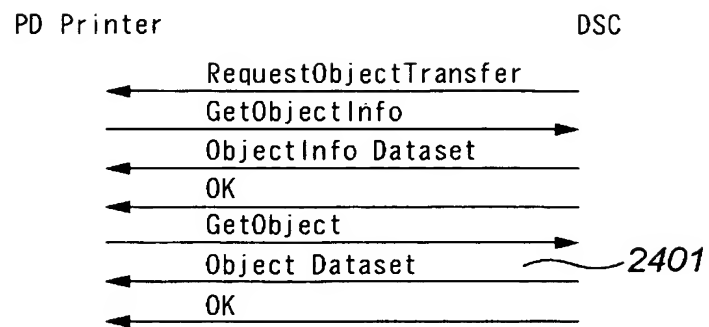 PD Printer DSC
RequestObjectTransfer
GetObjectInfo
ObjectInfo Dataset
OK
GetObject
Object Dataset 2401
OK